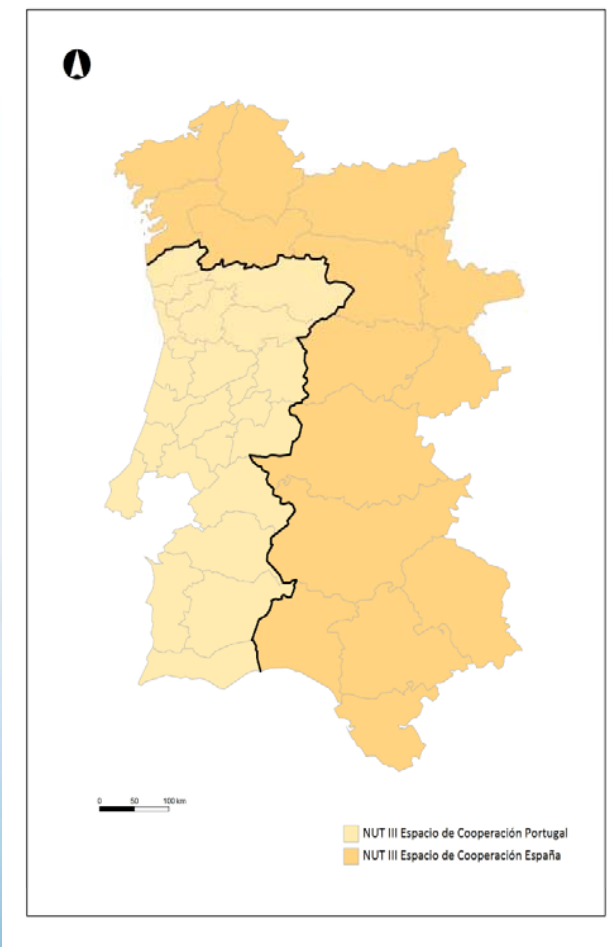 0 50 100 km
NUT III Espacio de Cooperación Portugal
NUT III Espacio de Cooperación España